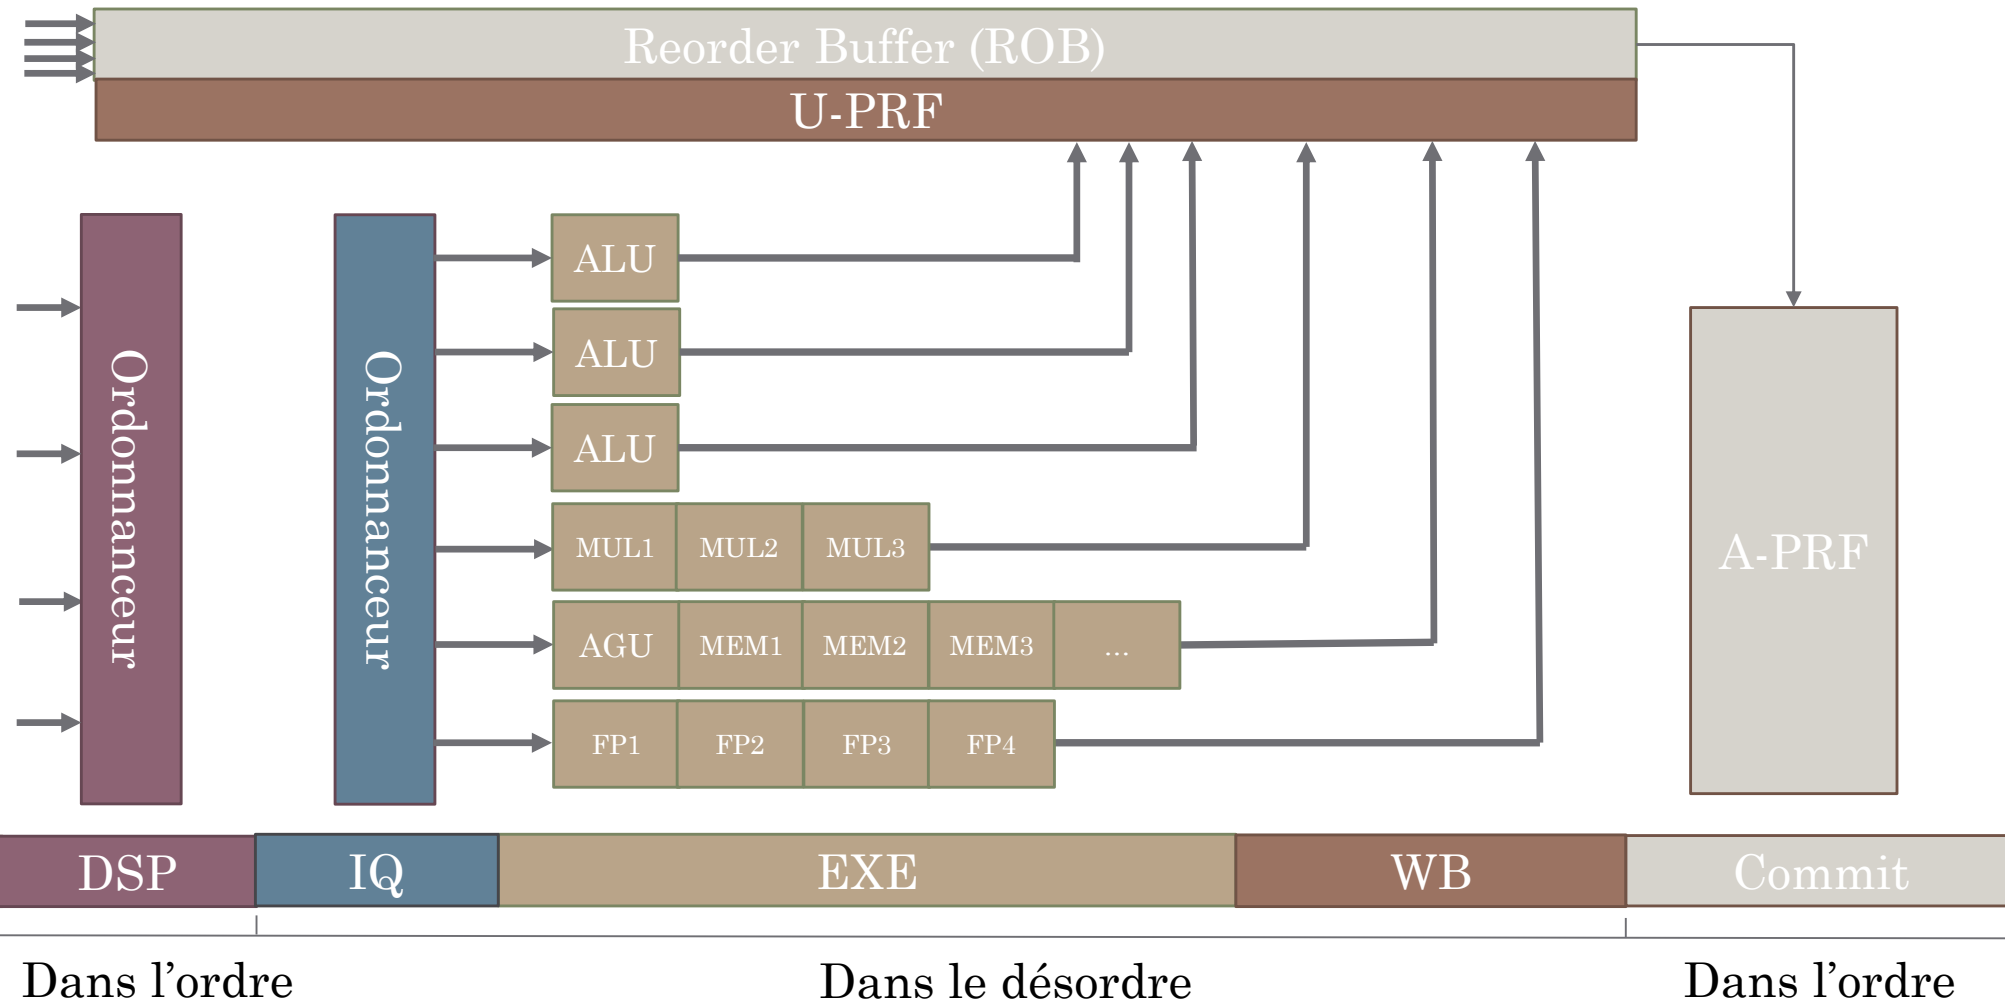 Reorder Buffer (ROB)
U-PRF
Ordonnanceur
Ordonnanceur
ALU
ALU
ALU
MUL1 MUL2 MUL3
AGU MEM1 MEM2 MEM3 ...
FP1 FP2 FP3 FP4
A-PRF
DSP IQ EXE WB Commit
Dans l'ordre Dans le désordre Dans l'ordre